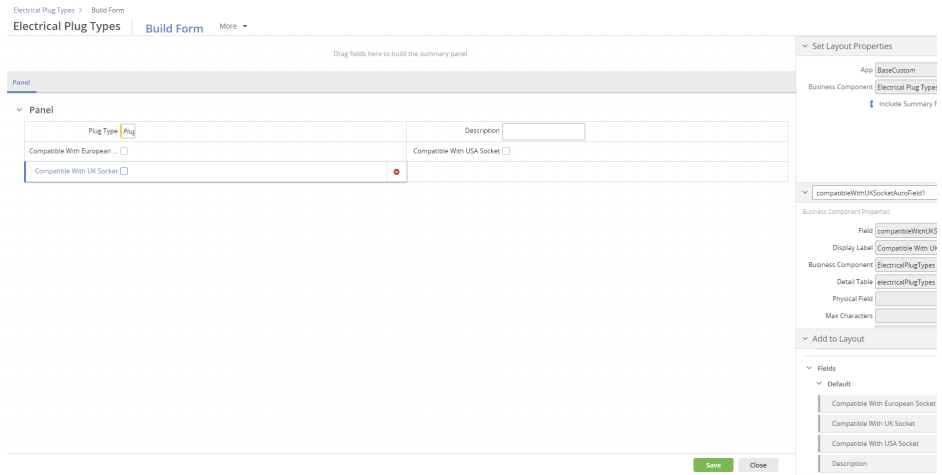 Electrical Plug Types > Build Form
Electrical Plug Types
Build Form
More
Drag fields here to build the summary panel.
Panel
Panel
Plug Type
Plug
Description
Compatible With European ...
Compatible With USA Socket
Compatible With UK Socket
Save
Close
Set Layout Properties
App BaseCustom
Business Component Electrical Plug Types
Include Summary
compatibleWithUKSocketAutoField1
Business Component Properties
Field compatibleWithUKS
Display Label Compatible With UK
Business Component ElectricalPlugTypes
Detail Table electricalPlugTypes
Physical Field
Max Characters
Add to Layout
Fields
Default
Compatible With European Socket
Compatible With UK Socket
Compatible With USA Socket
Description